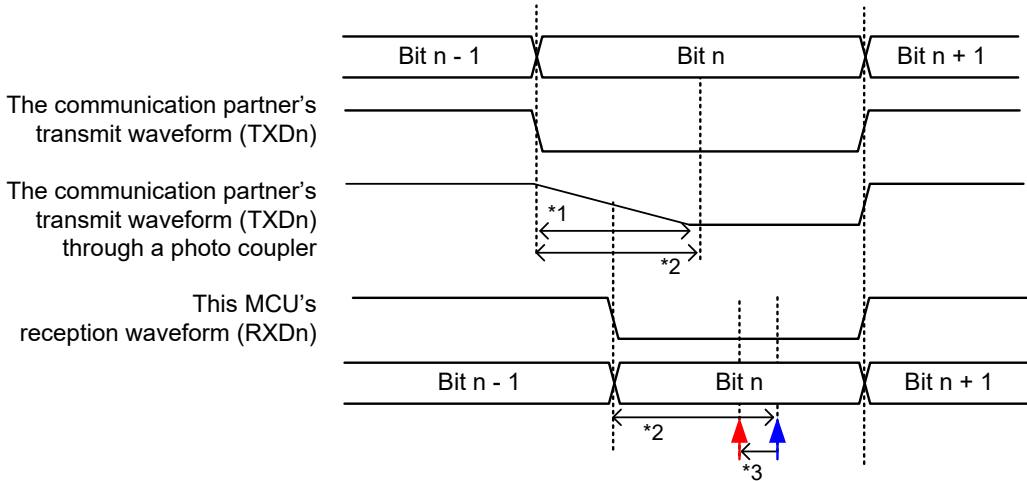 Bit n - 1 Bit n Bit n + 1
The communication partner's
transmit waveform (TXDn)
The communication partner's
transmit waveform (TXDn)
through a photo coupler
*1
*2
This MCU's
reception waveform (RXDn)
Bit n - 1 Bit n Bit n + 1
*2
*3